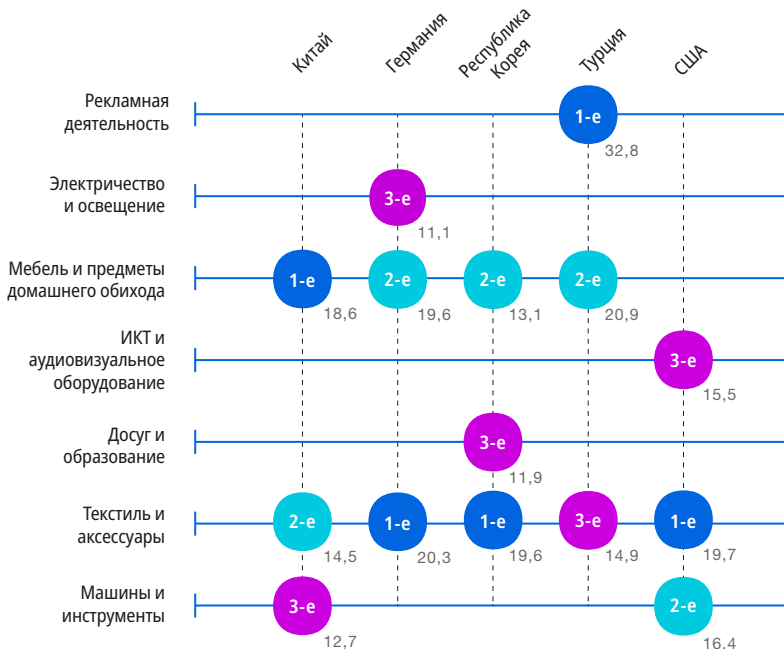 Китай
Германия
Республика
Корея
Турция
США
Рекламная
деятельность
1-е
32,8
Электричество
и освещение
3-е
11,1
Мебель и предметы
домашнего обихода
1-е
18,6
2-е
19,6
2-е
13,1
2-е
20,9
ИКТ и
аудиовизуальное
оборудование
3-е
15,5
Досуг и
образование
3-е
11,9
Текстиль и
аксессуары
2-е
14,5
1-е
20,3
1-е
19,6
3-е
14,9
1-е
19,7
Машины и
инструменты
3-е
12,7
2-е
16.4